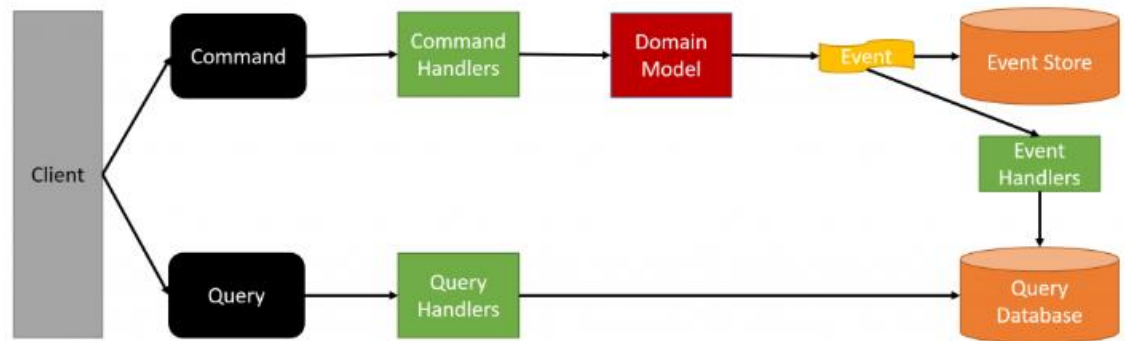 Client
Command
Command
Handlers
Domain
Model
Event
Event Store
Event
Handlers
Query
Query
Handlers
Query
Database